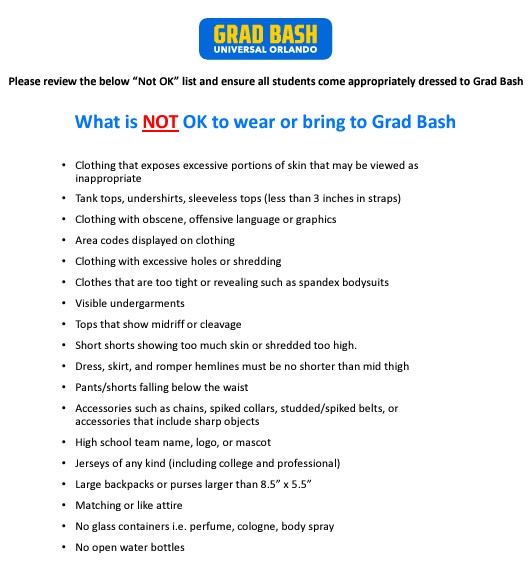 GRAD BASH
UNIVERSAL ORLANDO
Please review the below “Not OK” list and ensure all students come appropriately dressed to Grad Bash
What is NOT OK to wear or bring to Grad Bash
• Clothing that exposes excessive portions of skin that may be viewed as
inappropriate
• Tank tops, undershirts, sleeveless tops (less than 3 inches in straps)
• Clothing with obscene, offensive language or graphics
• Area codes displayed on clothing
• Clothing with excessive holes or shredding
• Clothes that are too tight or revealing such as spandex bodysuits
• Visible undergarments
• Tops that show midriff or cleavage
• Short shorts showing too much skin or shredded too high.
• Dress, skirt, and romper hemlines must be no shorter than mid thigh
• Pants/shorts falling below the waist
• Accessories such as chains, spiked collars, studded/spiked belts, or
accessories that include sharp objects
• High school team name, logo, or mascot
• Jerseys of any kind (including college and professional)
• Large backpacks or purses larger than 8.5” x 5.5”
• Matching or like attire
• No glass containers i.e. perfume, cologne, body spray
• No open water bottles